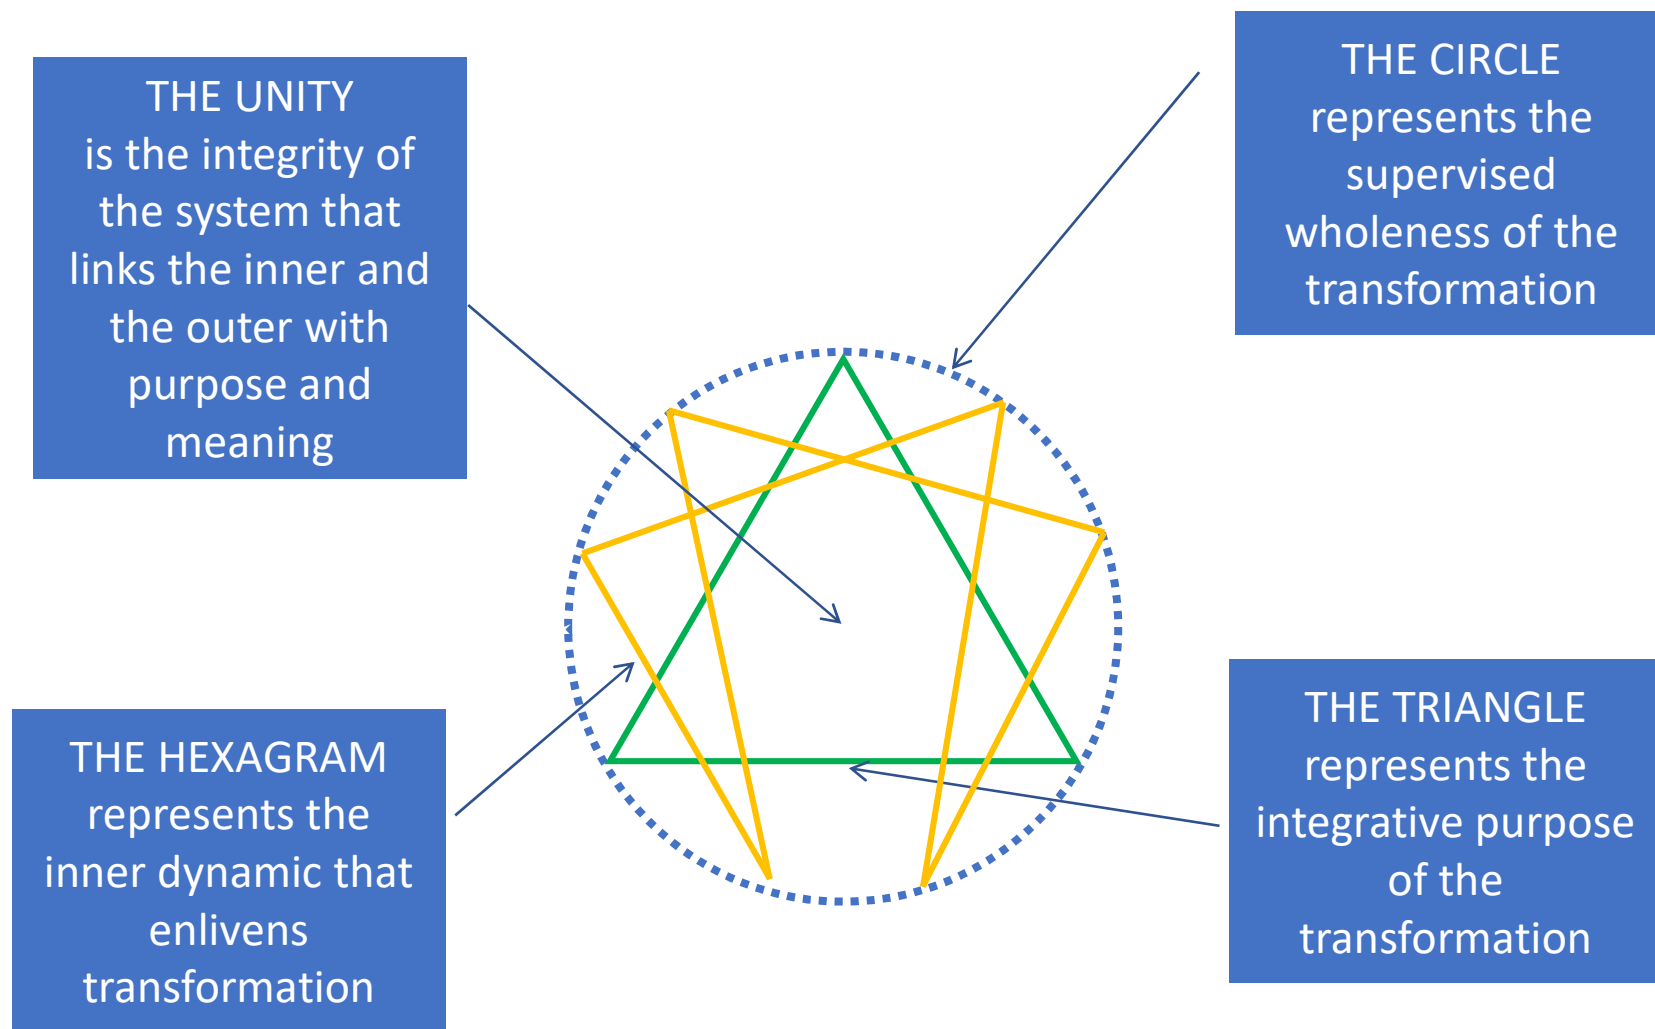 THE UNITY
is the integrity of
the system that
links the inner and
the outer with
purpose and
meaning
THE CIRCLE
represents the
supervised
wholeness of the
transformation
THE HEXAGRAM
represents the
inner dynamic that
enlivens
transformation
THE TRIANGLE
represents the
integrative purpose
of the
transformation